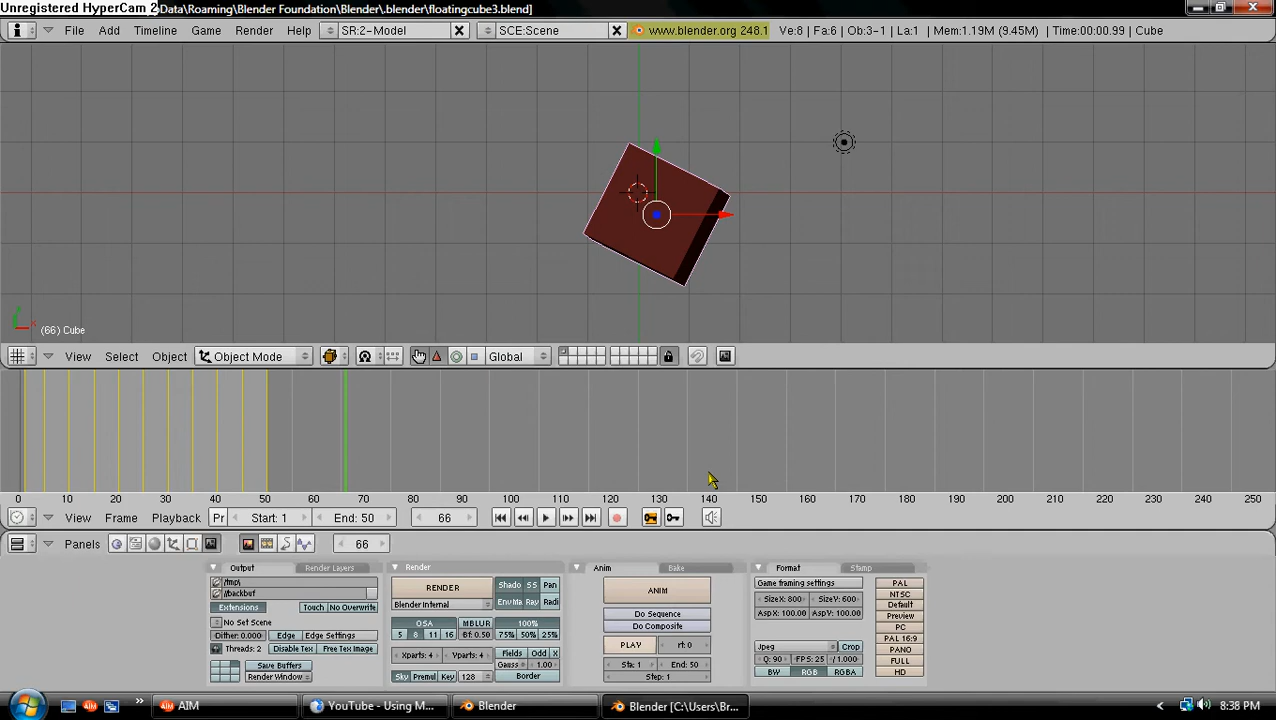 Unregistered HyperCam 2
Data\Roaming\Blender Foundation\Blender\.blender\floatingcube3.blend]
File Add Timeline Game Render Help SR:2-Model SCE:Scene www.blender.org 248.1 Ve:8 | Fa:6 | Ob:3-1 | La:1 | Mem:1.19M (9.45M) | Time:00:00.99 | Cube
(66) Cube
View Select Object Object Mode Global
0 10 20 30 40 50 60 70 80 90 100 110 120 130 140 150 160 170 180 190 200 210 220 230 240 250
View Frame Playback Pr Start: 1 End: 50 66
Panels 66
Output Render Layers Render Anim Bake Format Stamp
/tmp\
//backbuf
Extensions Touch No Overwrite
No Set Scene
Dither: 0.000 Edge Edge Settings
Threads: 2 Disable Tex Free Tex Image
Save Buffers
Render Window
RENDER
Blender Internal
Shado SS Pan
EnvMa Ray Radi
OSA MBLUR 100%
5 8 11 16 Bf: 0.50 75% 50% 25%
Xparts: 4 Yparts: 4 Fields Odd X
Gauss 1.00
Sky Premul Key 128 Border
ANIM
Do Sequence
Do Composite
PLAY rt: 0
Sta: 1 End: 50
Step: 1
Game framing settings
SizeX: 800 SizeY: 600
AspX: 100.00 AspY: 100.00
Jpeg Crop
Q: 90 FPS: 25 /1.000
BW RGB RGBA
PAL
NTSC
Default
Preview
PC
PAL 16:9
PANO
FULL
HD
AIM YouTube - Using M... Blender Blender [C:\Users\Br... 8:38 PM